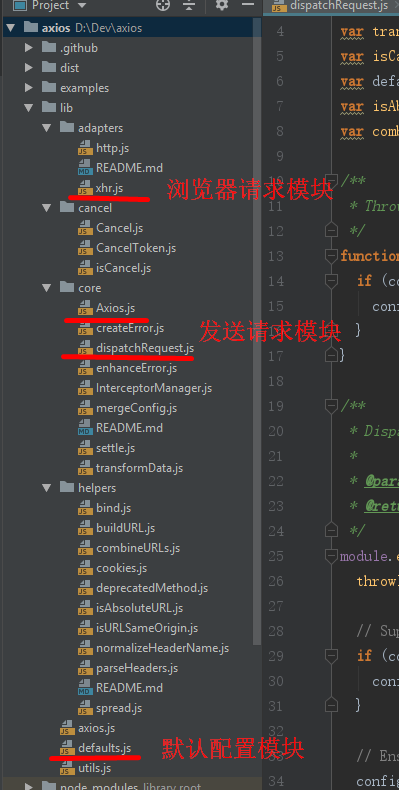 Project
dispatchRequest.js
axios D:\Dev\axios
.github
dist
examples
lib
adapters
http.js
README.md
xhr.js
浏览器请求模块
cancel
Cancel.js
CancelToken.js
isCancel.js
core
Axios.js
createError.js
发送请求模块
dispatchRequest.js
enhanceError.js
InterceptorManager.js
mergeConfig.js
README.md
settle.js
transformData.js
helpers
bind.js
buildURL.js
combineURLs.js
cookies.js
deprecatedMethod.js
isAbsoluteURL.js
isURLSameOrigin.js
normalizeHeaderName.js
parseHeaders.js
README.md
spread.js
axios.js
defaults.js
默认配置模块
utils.js
node_modules library root
4 var tran
5 var isCa
6 var defa
7 var isAb
8 var comb
9
10 /**
11 * Throw
12 */
13 function
14 if (co
15 conf
16 }
17 }
18
19 /**
20 * Dispa
21 *
22 * @para
23 * @retu
24 */
25 module.e
26 throwI
27
28 // Sup
29 if (co
30 conf
31 }
32
33 // Ens
34 config